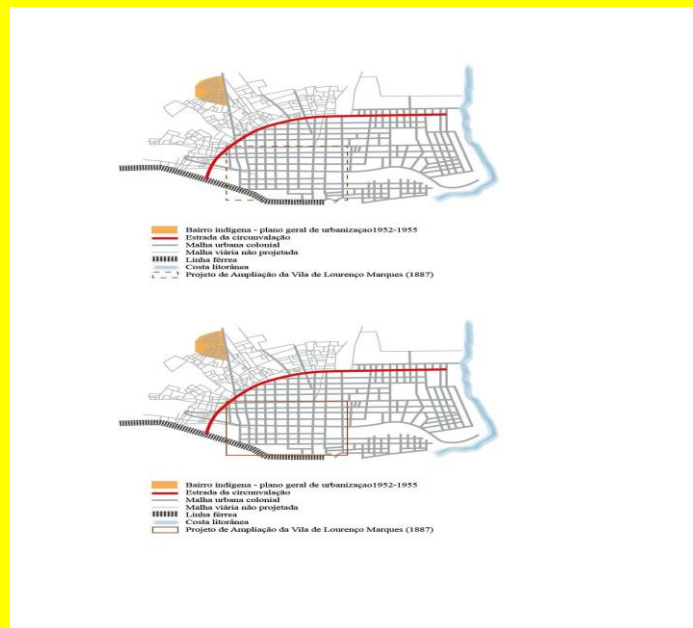 Bairro indígena - plano geral de urbanizaçao1952-1955
Estrada da circunvalação
Malha urbana colonial
Malha viária não projetada
Linha férrea
Costa litorânea
Projeto de Ampliação da Vila de Lourenço Marques (1887)
Bairro indígena - plano geral de urbanizaçao1952-1955
Estrada da circunvalação
Malha urbana colonial
Malha viária não projetada
Linha férrea
Costa litorânea
Projeto de Ampliação da Vila de Lourenço Marques (1887)